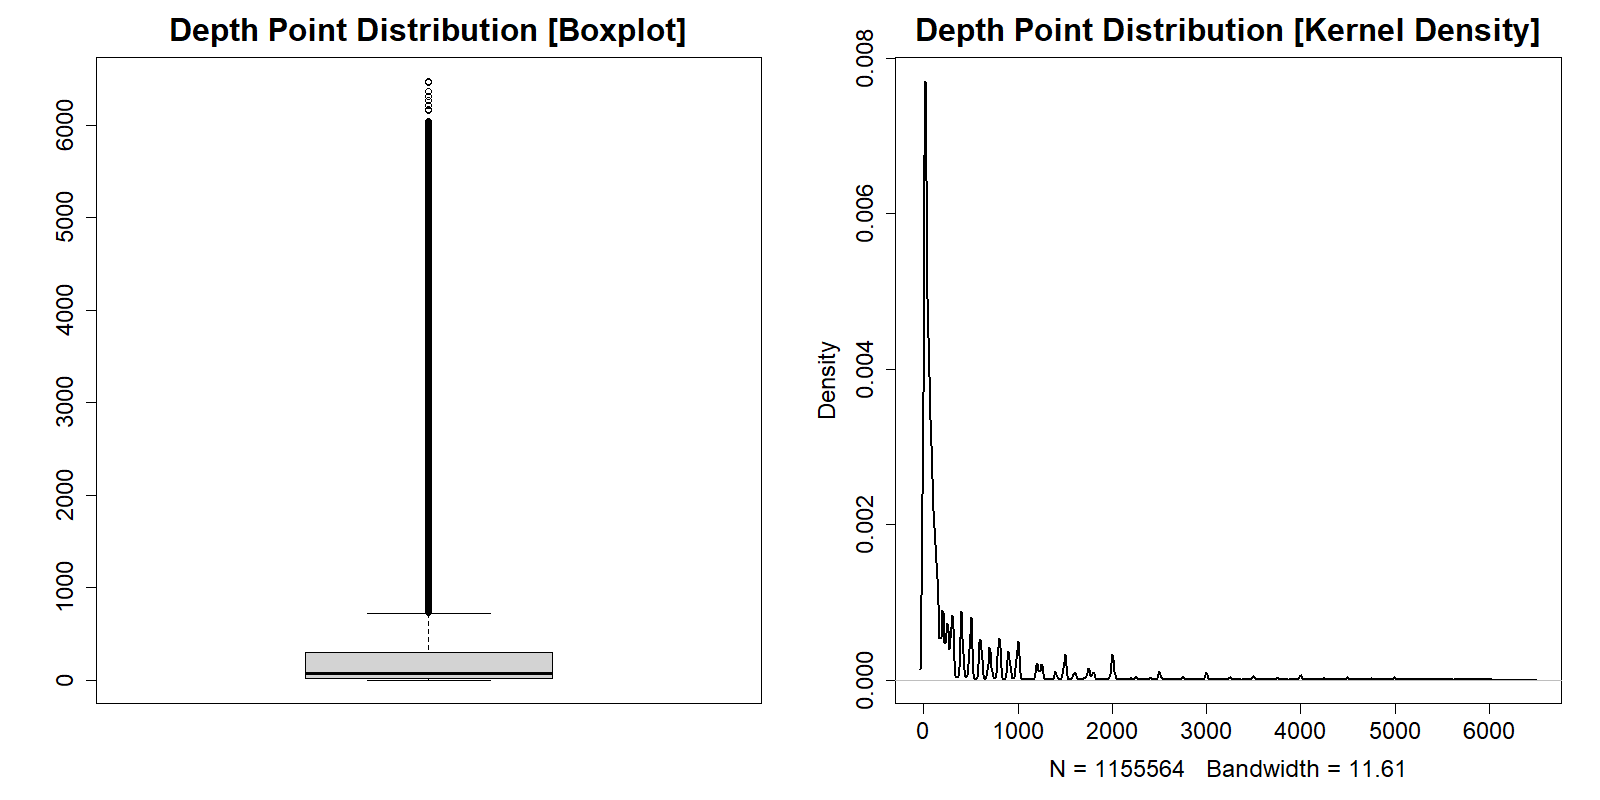 Depth Point Distribution [Boxplot]
6000
5000
4000
3000
2000
1000
0
Depth Point Distribution [Kernel Density]
Density
0.008
0.006
0.004
0.002
0.000
0 1000 2000 3000 4000 5000 6000
N = 1155564 Bandwidth = 11.61